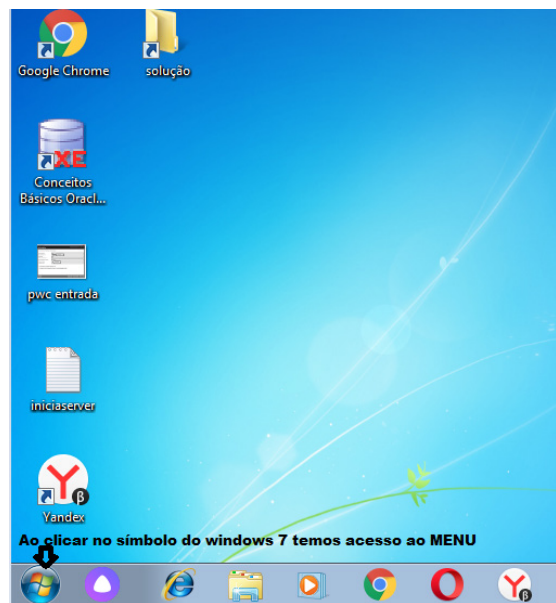 Google Chrome
solução
XE
Conceitos
Básicos Oracl...
pwc entrada
iniciaserver
Yandex
Ao clicar no símbolo do windows 7 temos acesso ao MENU